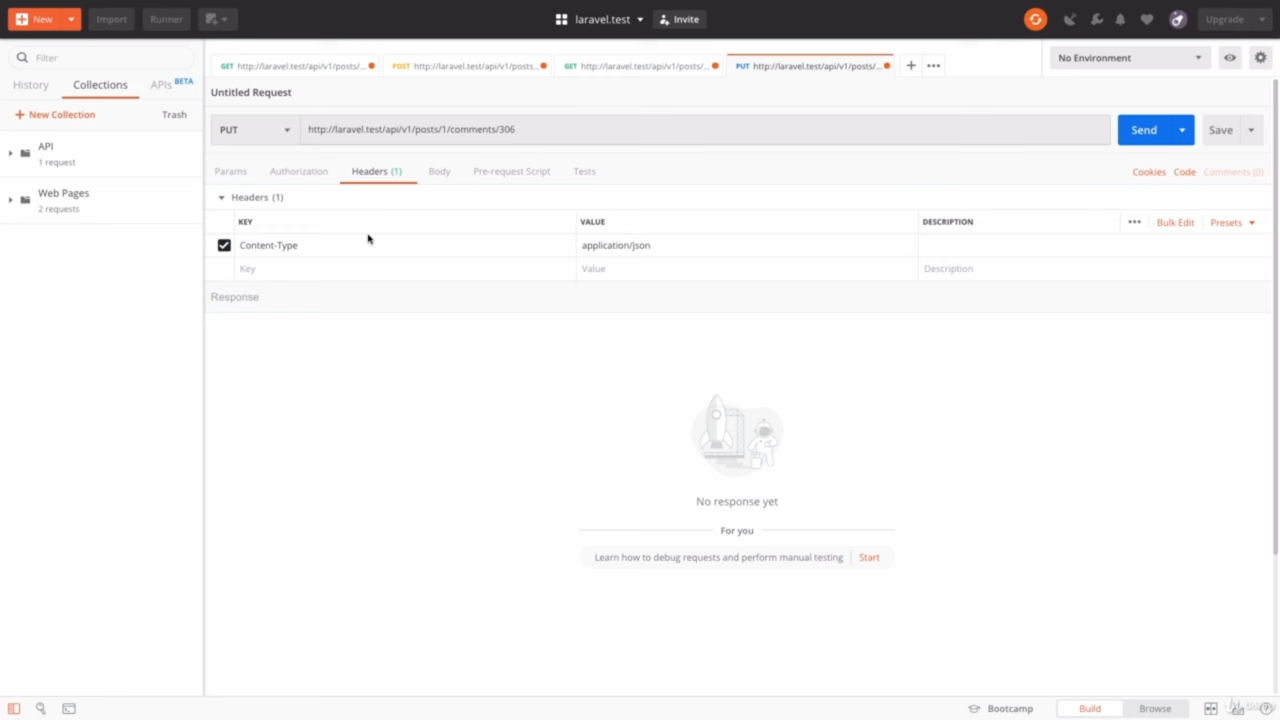 New Import Runner laravel.test Invite Upgrade
Filter
History Collections APIs BETA
New Collection Trash
API
1 request
Web Pages
2 requests
GET http://laravel.test/api/v1/posts/... POST http://laravel.test/api/v1/posts... GET http://laravel.test/api/v1/posts/... PUT http://laravel.test/api/v1/posts/... No Environment
Untitled Request
PUT http://laravel.test/api/v1/posts/1/comments/306 Send Save
Params Authorization Headers (1) Body Pre-request Script Tests Cookies Code Comments (0)
Headers (1)
KEY VALUE DESCRIPTION Bulk Edit Presets
Content-Type application/json
Key Value Description
Response
No response yet
For you
Learn how to debug requests and perform manual testing Start
Bootcamp Build Browse